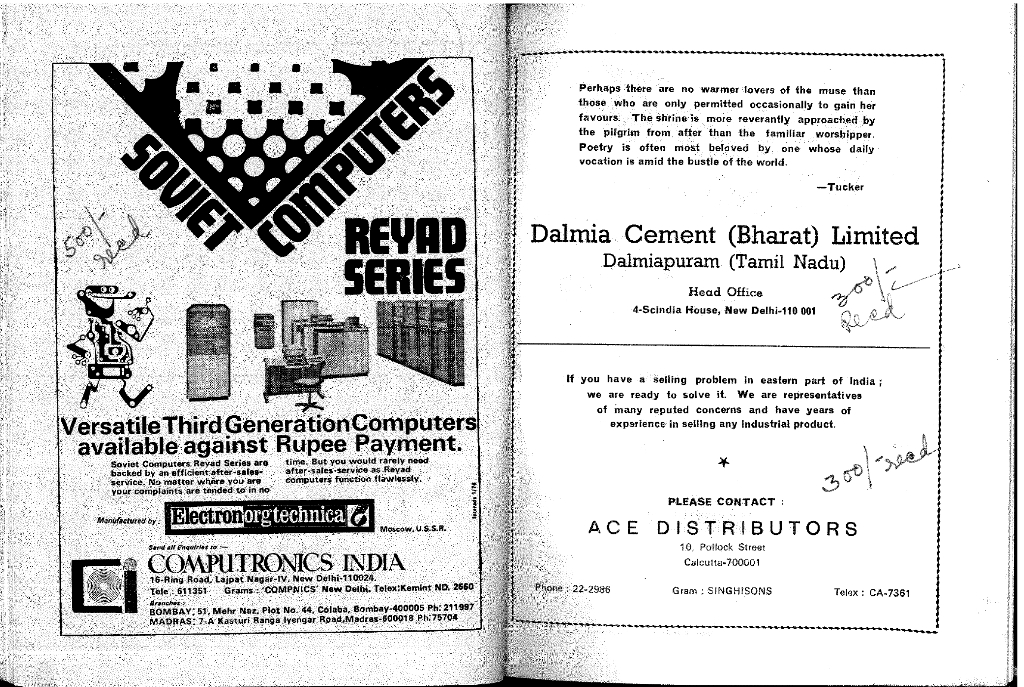 SOVIET
COMPUTERS
REYAD
SERIES
500/-
recd
Versatile Third Generation Computers
available against Rupee Payment.
Soviet Computers Reyad Series are
backed by an efficient after-sales-
service. No matter where you are
your complaints are tended to in no
time. But you would rarely need
after-sales-service as Reyad
computers function flawlessly.
Manufactured by : Electronorgtechnica
Moscow, U.S.S.R.
Send all Enquiries to :—
COMPUTRONICS INDIA
16-Ring Road, Lajpat Nagar-IV, New Delhi-110024.
Tele : 611351 Grams : 'COMPNICS' New Delhi, Telex: Kemint ND. 2660
Branches :
BOMBAY: 51, Mehr Naz, Plot No. 44, Colaba, Bombay-400005 Ph: 211997
MADRAS: 7-A Kasturi Ranga Iyengar Road, Madras-600018 Ph: 75704
Perhaps there are no warmer lovers of the muse than
those who are only permitted occasionally to gain her
favours. The shrine is more reverantly approached by
the pilgrim from after than the familiar worshipper.
Poetry is often most beloved by one whose daily
vocation is amid the bustle of the world.
—Tucker
Dalmia Cement (Bharat) Limited
Dalmiapuram (Tamil Nadu)
Head Office
4-Scindia House, New Delhi-110 001
300/-
Recd
If you have a selling problem in eastern part of India ;
we are ready to solve it. We are representatives
of many reputed concerns and have years of
experience in selling any industrial product.
300/- recd
PLEASE CONTACT :
ACE DISTRIBUTORS
10, Pollock Street
Calcutta-700001
Phone : 22-2986 Gram : SINGHISONS Telex : CA-7361